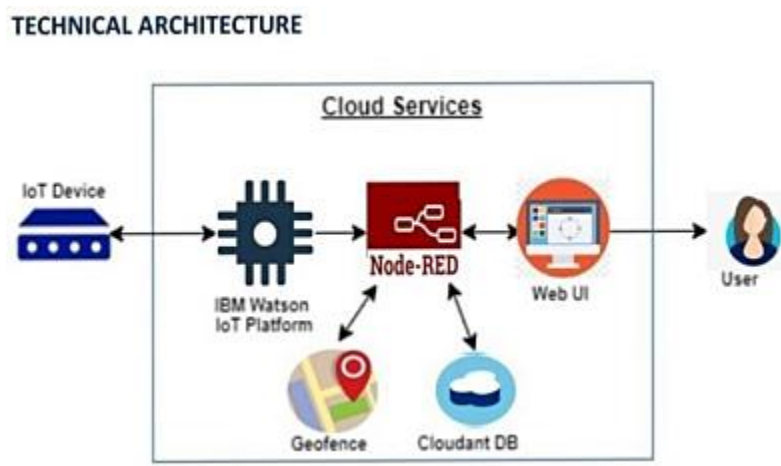 TECHNICAL ARCHITECTURE
Cloud Services
IoT Device
Node-RED
IBM Watson
IoT Platform
Web UI
User
Geofence
Cloudant DB